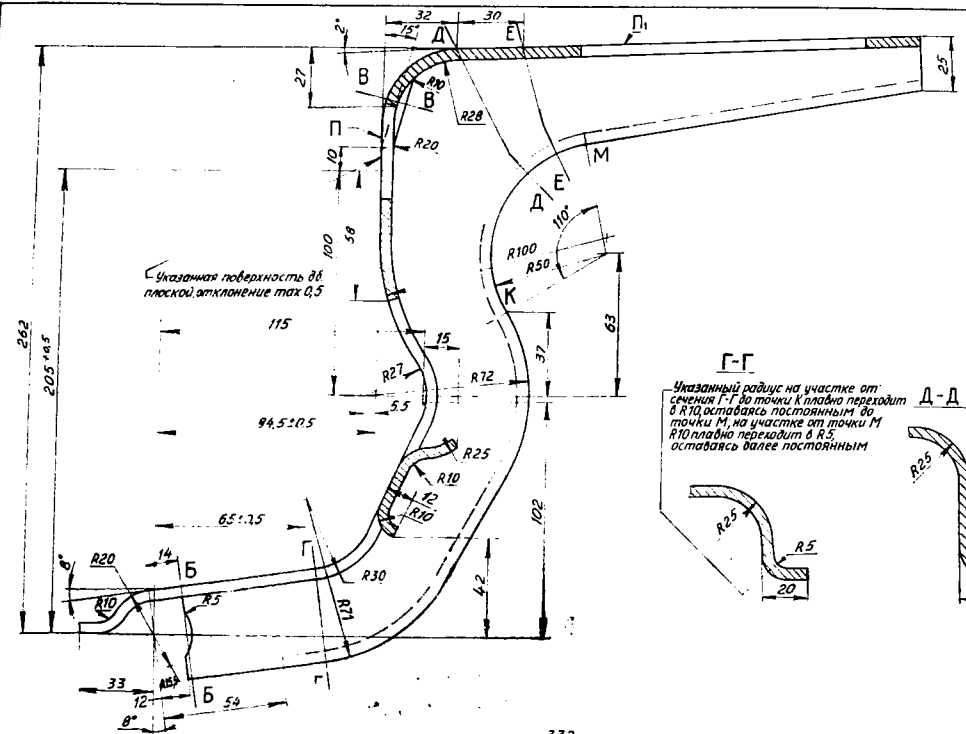 32
30
15°
Д
Е
П₁
2°
27
25
В
В
R10
R28
П
R20
10
М
Е
Д
110°
58
100
R100
R50
К
Указанная поверхность дб.
плоской, отклонение max 0,5
262
205±0,5
115
15
37
63
R27
R72
5.5
94,5±0,5
Г-Г
Указанный радиус на участке от
сечения Г-Г до точки К плавно переходит
в R10, оставаясь постоянным до
точки М, на участке от точки М
R10 плавно переходит в R5,
оставаясь далее постоянным
Д-Д
R25
R10
12
R10
R25
R25
R5
20
65±0,5
102
42
14
Б
Г
R20
8°
R10
R5
R30
R71
33
12
Б
54
Г
8°
332